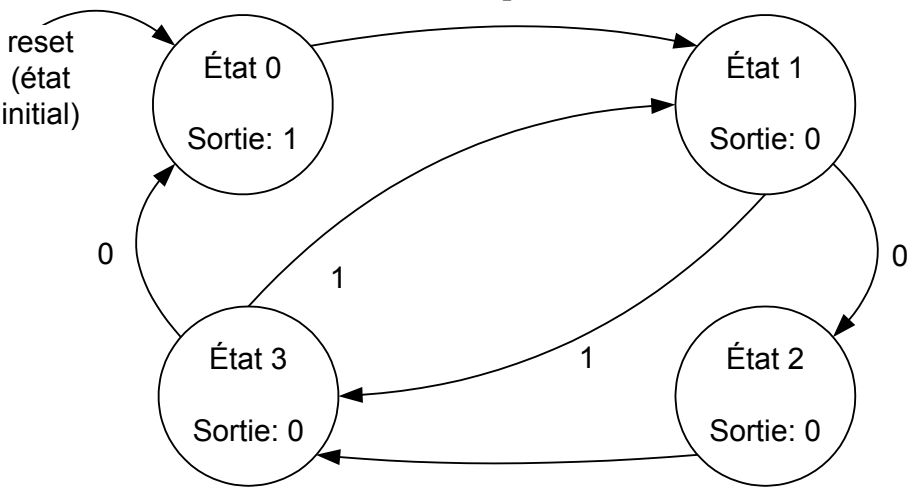 reset
(état
initial)
État 0
Sortie: 1
État 1
Sortie: 0
0
1
0
État 3
Sortie: 0
1
État 2
Sortie: 0